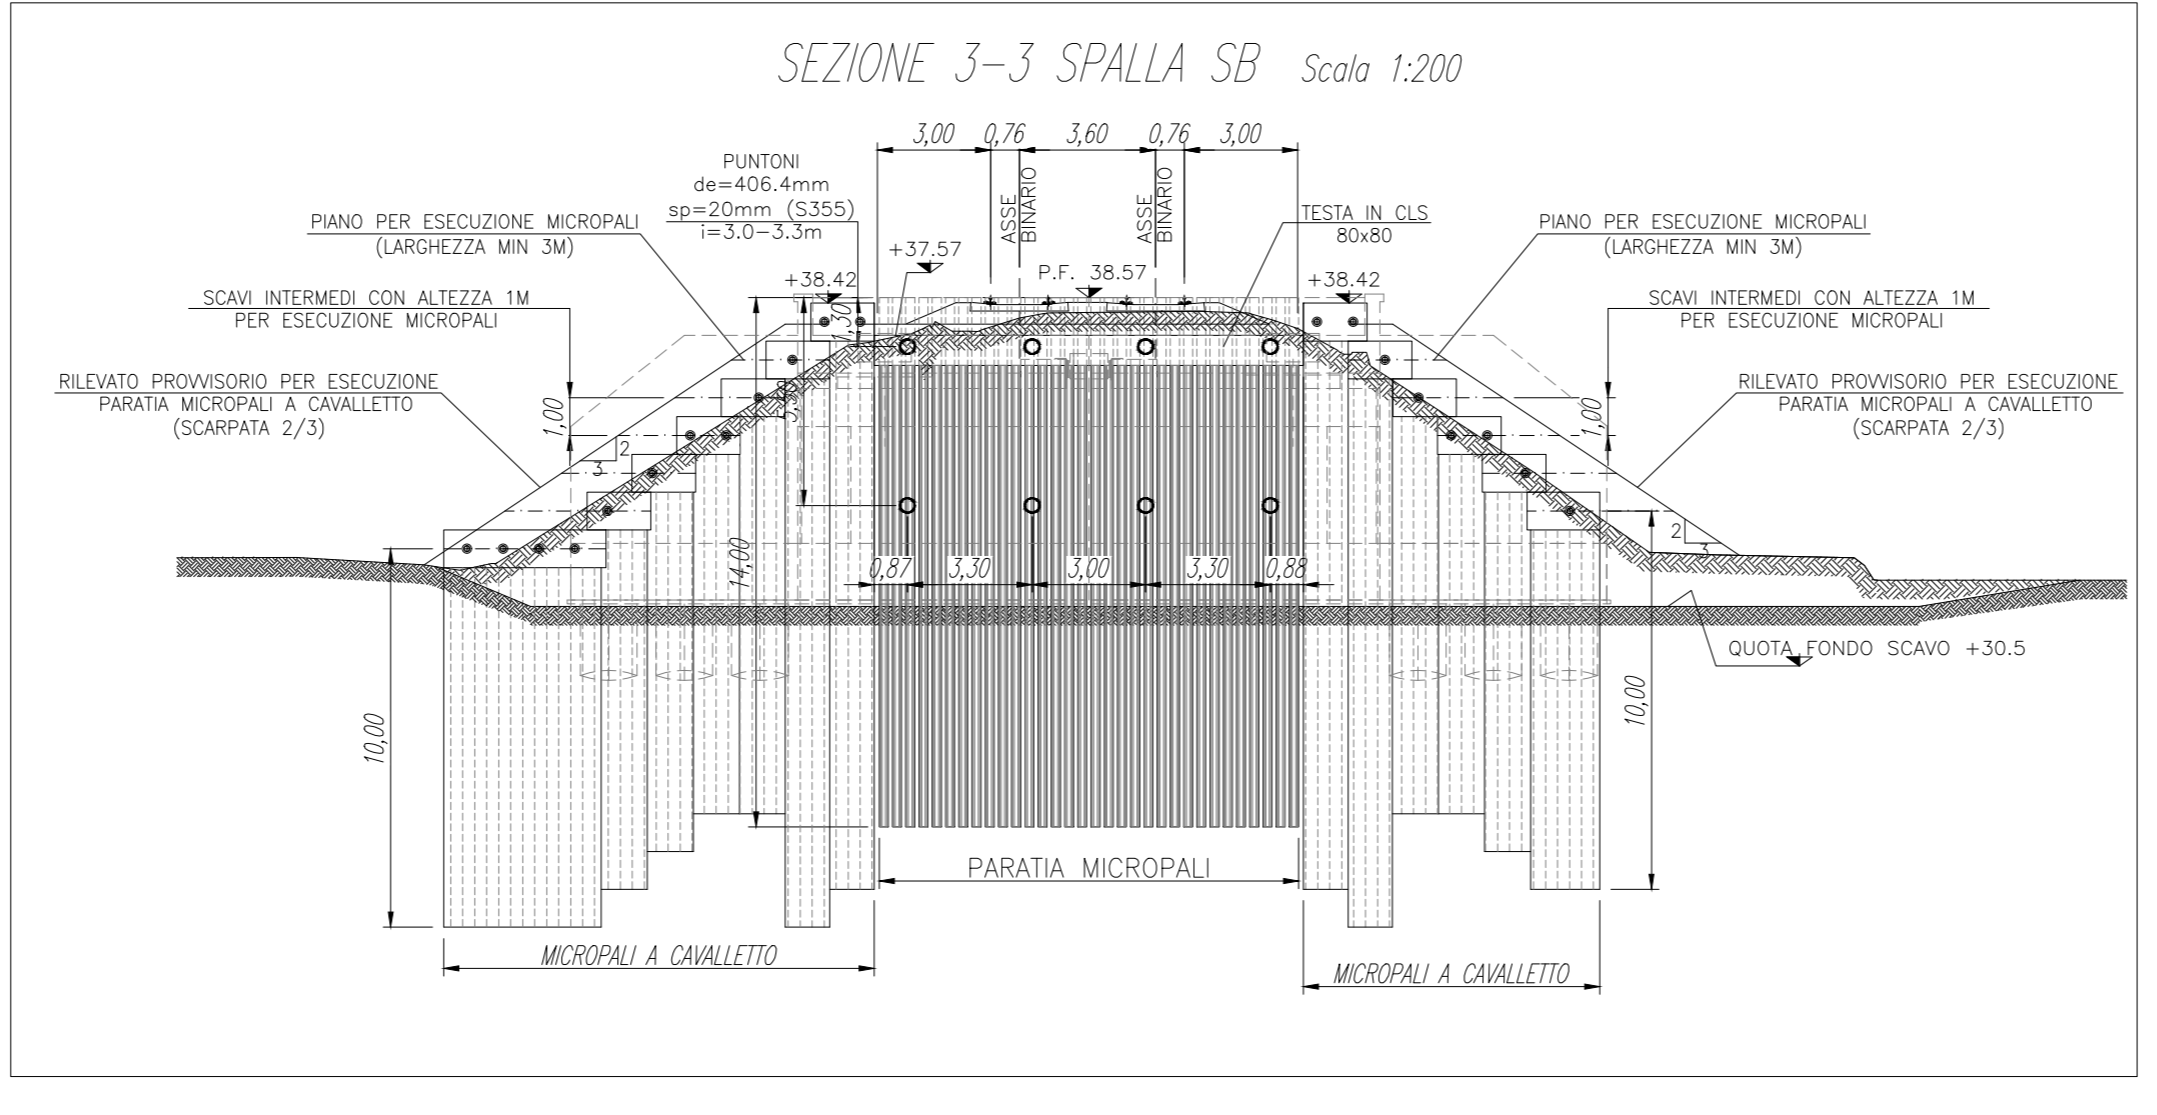 SEZIONE 3-3 SPALLA SB Scala 1:200
3,00 0,76 3,60 0,76 3,00
PUNTONI
de=406.4mm
sp=20mm (S355)
i=3.0-3.3m
ASSE
BINARIO
ASSE
BINARIO
TESTA IN CLS
80x80
PIANO PER ESECUZIONE MICROPALI
(LARGHEZZA MIN 3M)
PIANO PER ESECUZIONE MICROPALI
(LARGHEZZA MIN 3M)
+37.57
P.F. 38.57
+38.42
+38.42
SCAVI INTERMEDI CON ALTEZZA 1M
PER ESECUZIONE MICROPALI
SCAVI INTERMEDI CON ALTEZZA 1M
PER ESECUZIONE MICROPALI
1,30
RILEVATO PROVVISORIO PER ESECUZIONE
PARATIA MICROPALI A CAVALLETTO
(SCARPATA 2/3)
RILEVATO PROVVISORIO PER ESECUZIONE
PARATIA MICROPALI A CAVALLETTO
(SCARPATA 2/3)
1,00
1,00
2
3
2
3
14,00
0,87 3,30 3,00 3,30 0,88
QUOTA FONDO SCAVO +30.5
10,00
10,00
PARATIA MICROPALI
MICROPALI A CAVALLETTO
MICROPALI A CAVALLETTO